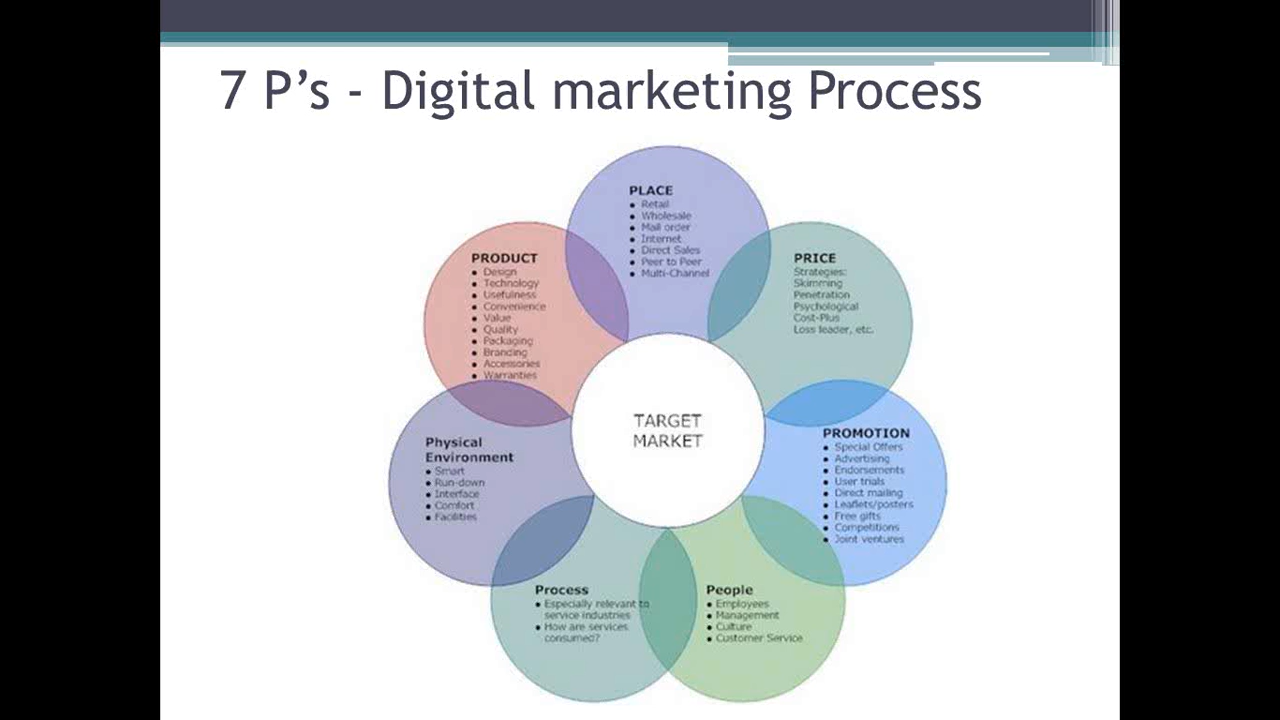 7 P's - Digital marketing Process
PLACE
• Retail
• Wholesale
• Mail order
• Internet
• Direct Sales
• Peer to Peer
• Multi-Channel
PRODUCT
• Design
• Technology
• Usefulness
• Convenience
• Value
• Quality
• Packaging
• Branding
• Accessories
• Warranties
PRICE
Strategies:
Skimming
Penetration
Psychological
Cost-Plus
Loss leader, etc.
TARGET
MARKET
Physical
Environment
• Smart
• Run-down
• Interface
• Comfort
• Facilities
PROMOTION
• Special Offers
• Advertising
• Endorsements
• User trials
• Direct mailing
• Leaflets/posters
• Free gifts
• Competitions
• Joint ventures
Process
• Especially relevant to
service industries
• How are services
consumed?
People
• Employees
• Management
• Culture
• Customer Service